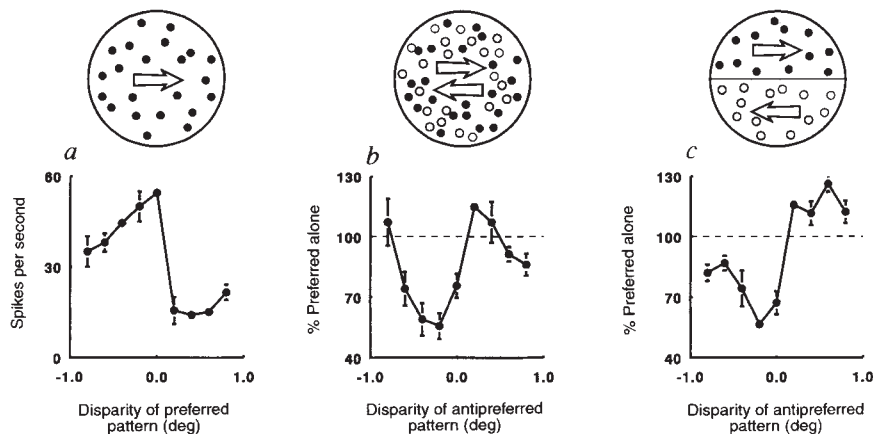 a
Spikes per second
60
30
0
-1.0
0.0
1.0
Disparity of preferred
pattern (deg)
b
% Preferred alone
130
100
70
40
-1.0
0.0
1.0
Disparity of antipreferred
pattern (deg)
c
% Preferred alone
130
100
70
40
-1.0
0.0
1.0
Disparity of antipreferred
pattern (deg)